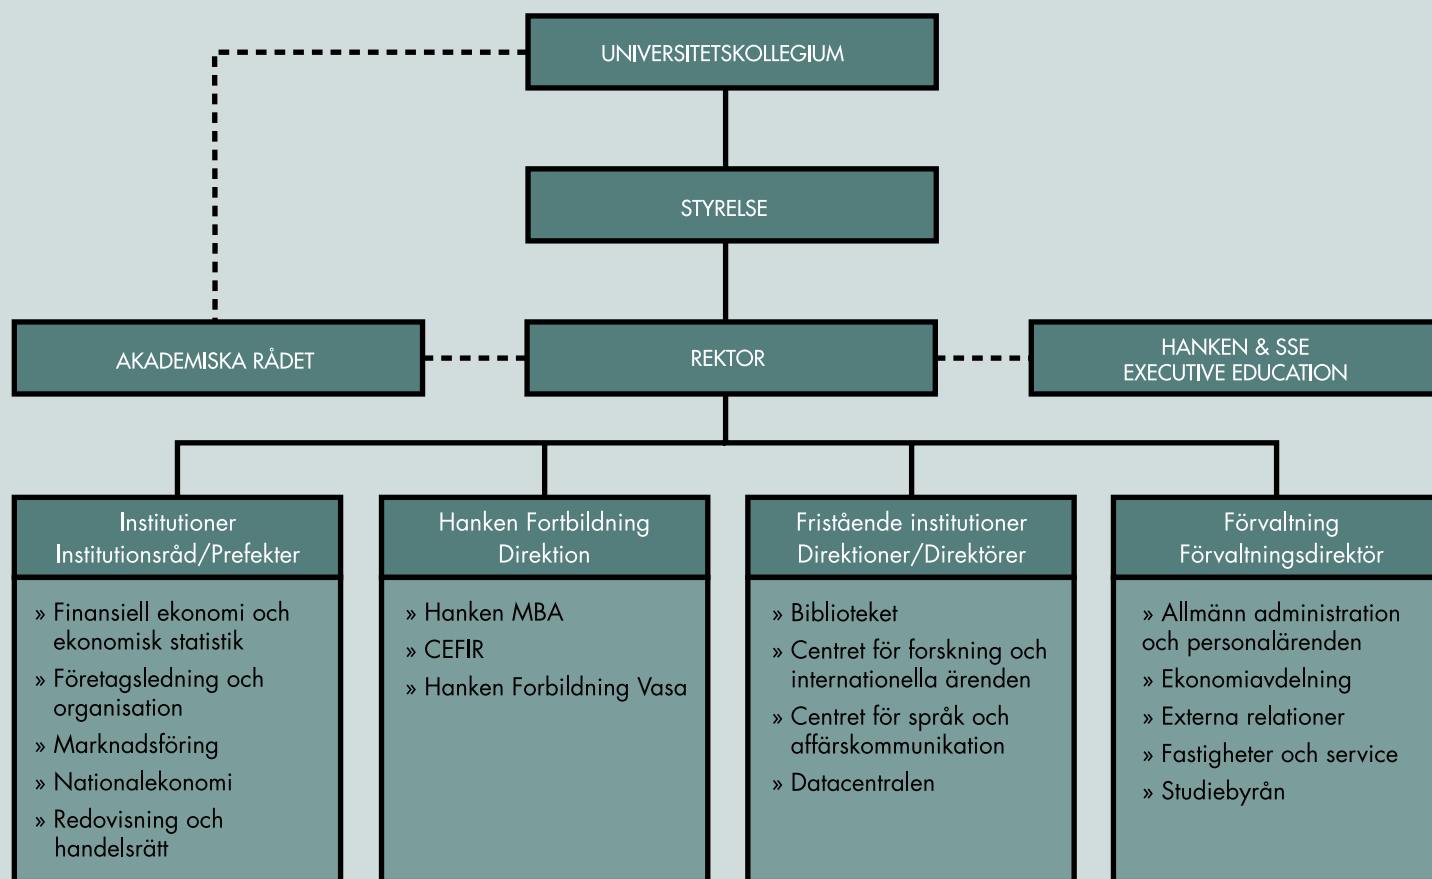 UNIVERSITETSKOLLEGIUM
STYRELSE
AKADEMISKA RÅDET
REKTOR
HANKEN & SSE
EXECUTIVE EDUCATION
Institutioner
Institutionsråd/Prefekter
» Finansiell ekonomi och
ekonomisk statistik
» Företagsledning och
organisation
» Marknadsföring
» Nationalekonomi
» Redovisning och
handelsrätt
Hanken Fortbildning
Direktion
» Hanken MBA
» CEFIR
» Hanken Forbildning Vasa
Fristående institutioner
Direktioner/Direktörer
» Biblioteket
» Centret för forskning och
internationella ärenden
» Centret för språk och
affärskommunikation
» Datacentralen
Förvaltning
Förvaltningsdirektör
» Allmänn administration
och personalärenden
» Ekonomiavdelning
» Externa relationer
» Fastigheter och service
» Studiebyrån